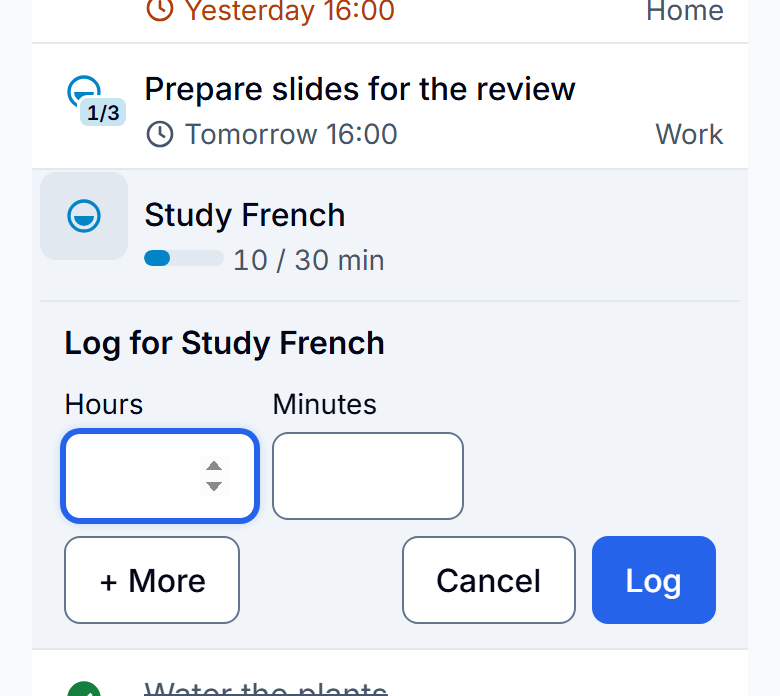 Yesterday 16:00 Home
Prepare slides for the review
1/3
Tomorrow 16:00 Work
Study French
10 / 30 min
Log for Study French
Hours Minutes
+ More Cancel Log
Water the plants